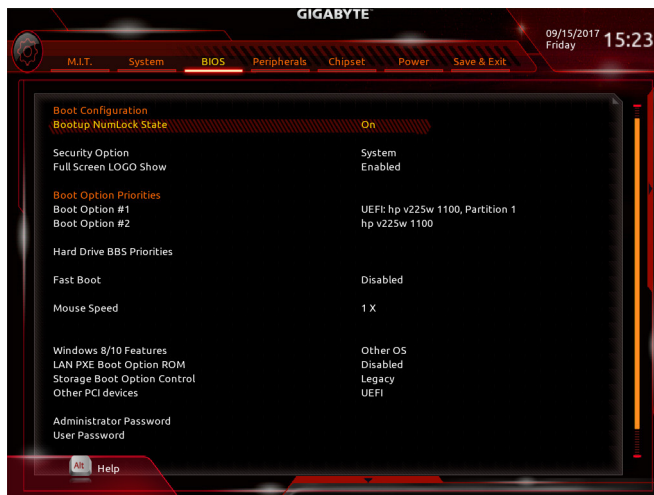 GIGABYTE™
09/15/2017 Friday 15:23
M.I.T. System BIOS Peripherals Chipset Power Save & Exit
Boot Configuration
Bootup NumLock State On
Security Option System
Full Screen LOGO Show Enabled
Boot Option Priorities
Boot Option #1 UEFI: hp v225w 1100, Partition 1
Boot Option #2 hp v225w 1100
Hard Drive BBS Priorities
Fast Boot Disabled
Mouse Speed 1 X
Windows 8/10 Features Other OS
LAN PXE Boot Option ROM Disabled
Storage Boot Option Control Legacy
Other PCI devices UEFI
Administrator Password
User Password
Alt Help